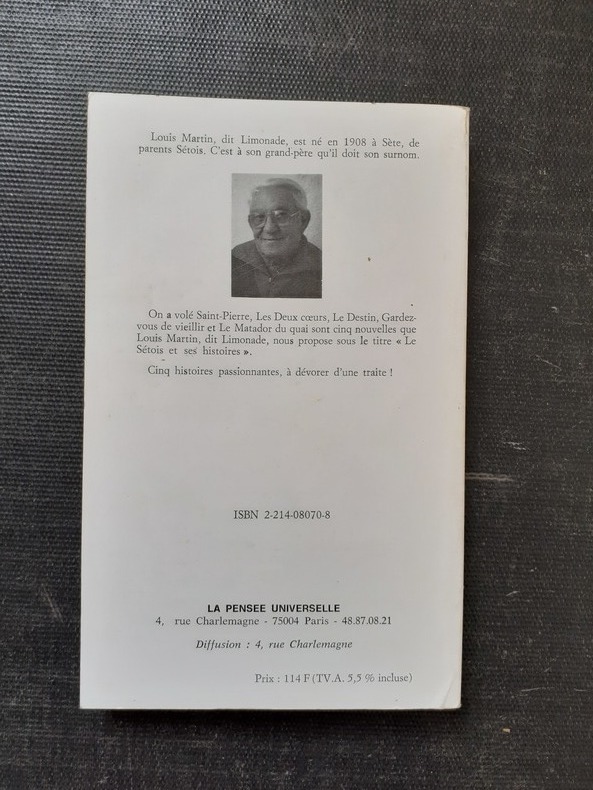 Louis Martin, dit Limonade, est né en 1908 à Sète, de
parents Sétois. C'est à son grand-père qu'il doit son surnom.
On a volé Saint-Pierre, Les Deux cœurs, Le Destin, Gardez-
vous de vieillir et Le Matador du quai sont cinq nouvelles que
Louis Martin, dit Limonade, nous propose sous le titre « Le
Sétois et ses histoires ».
Cinq histoires passionnantes, à dévorer d'une traite !
ISBN 2-214-08070-8
LA PENSEE UNIVERSELLE
4, rue Charlemagne - 75004 Paris - 48.87.08.21
Diffusion : 4, rue Charlemagne
Prix : 114 F (TV.A. 5,5 % incluse)